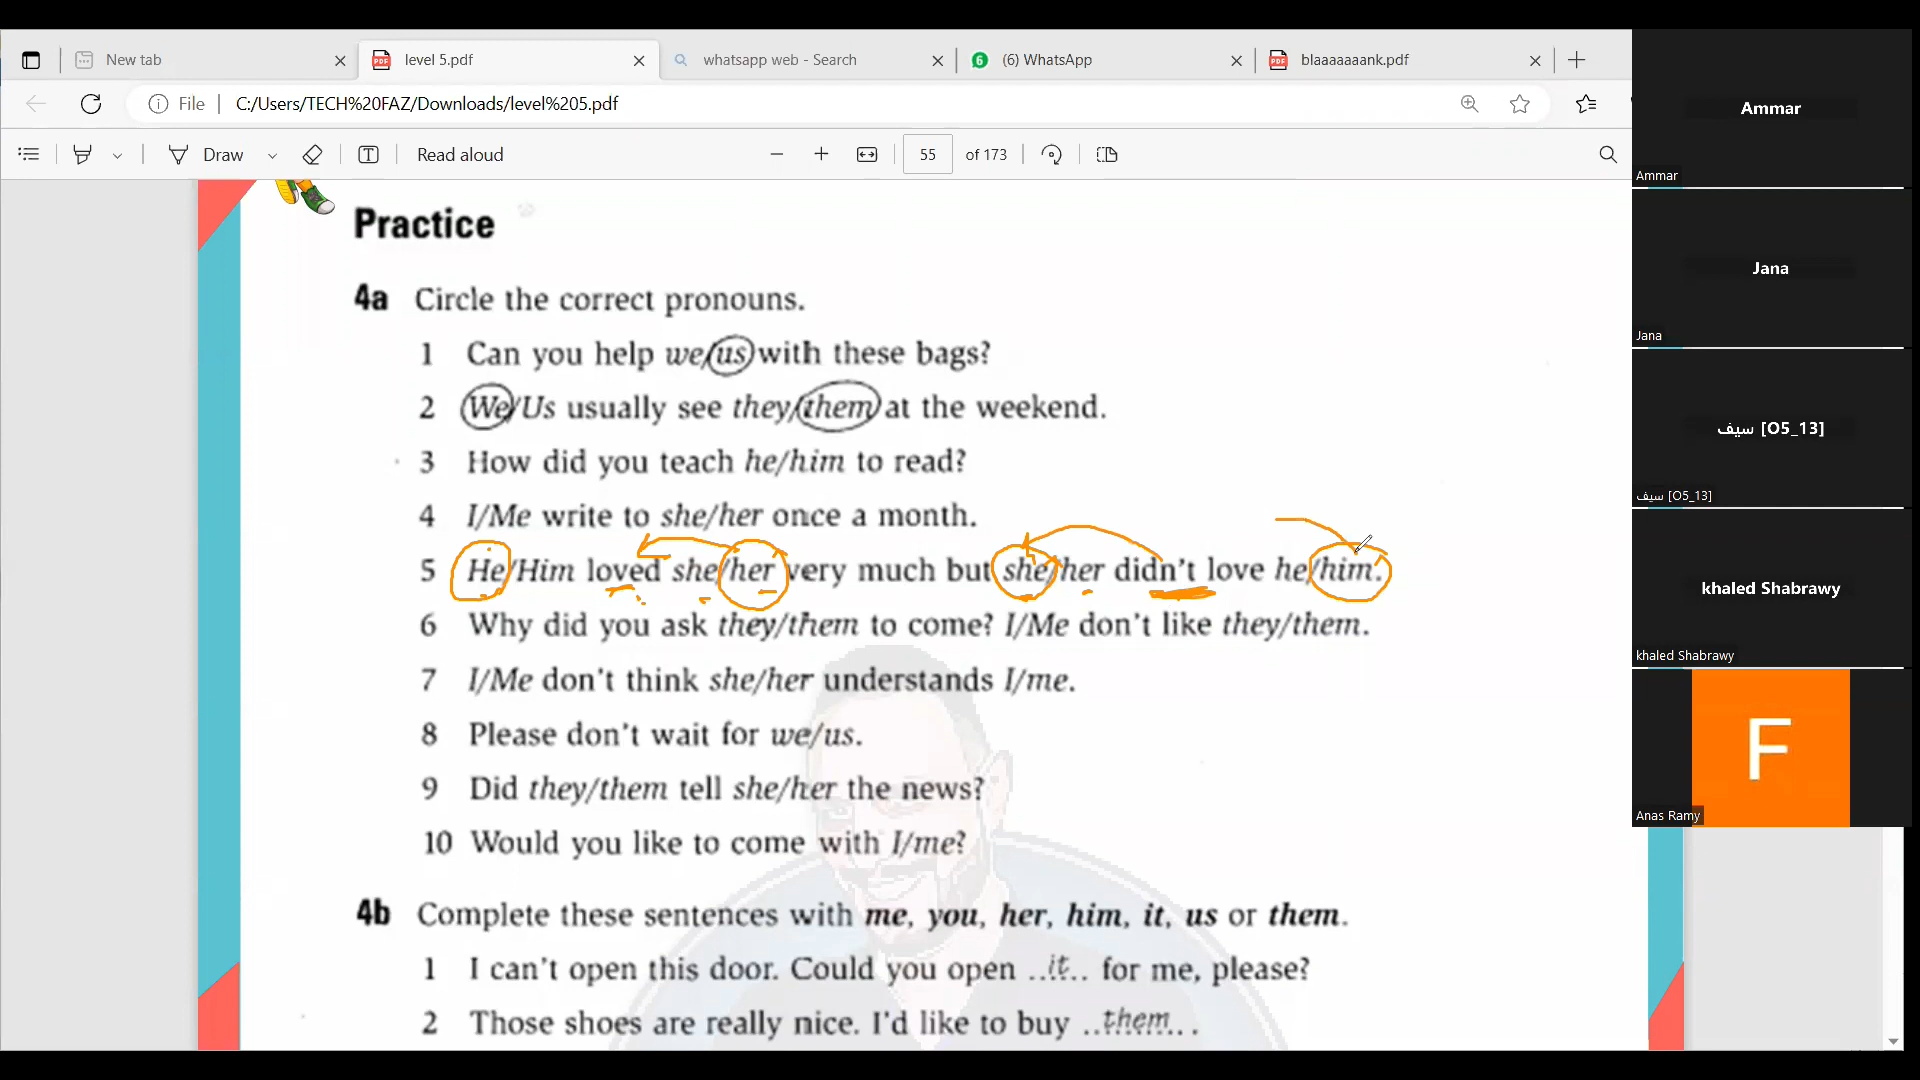 New tab
level 5.pdf
whatsapp web - Search
6
(6) WhatsApp
blaaaaaaank.pdf
File
C:/Users/TECH%20FAZ/Downloads/level%205.pdf
Draw
Read aloud
55
of 173
Practice
4a Circle the correct pronouns.
1 Can you help we/us with these bags?
2 We/Us usually see they/them at the weekend.
3 How did you teach he/him to read?
4 I/Me write to she/her once a month.
5 He/Him loved she/her very much but she/her didn't love he/him.
6 Why did you ask they/them to come? I/Me don't like they/them.
7 I/Me don't think she/her understands I/me.
8 Please don't wait for we/us.
9 Did they/them tell she/her the news?
10 Would you like to come with I/me?
4b Complete these sentences with me, you, her, him, it, us or them.
1 I can't open this door. Could you open ..it.. for me, please?
2 Those shoes are really nice. I'd like to buy ..them...
Ammar
Ammar
Jana
Jana
سيف [O5_13]
سيف [O5_13]
khaled Shabrawy
khaled Shabrawy
F
Anas Ramy